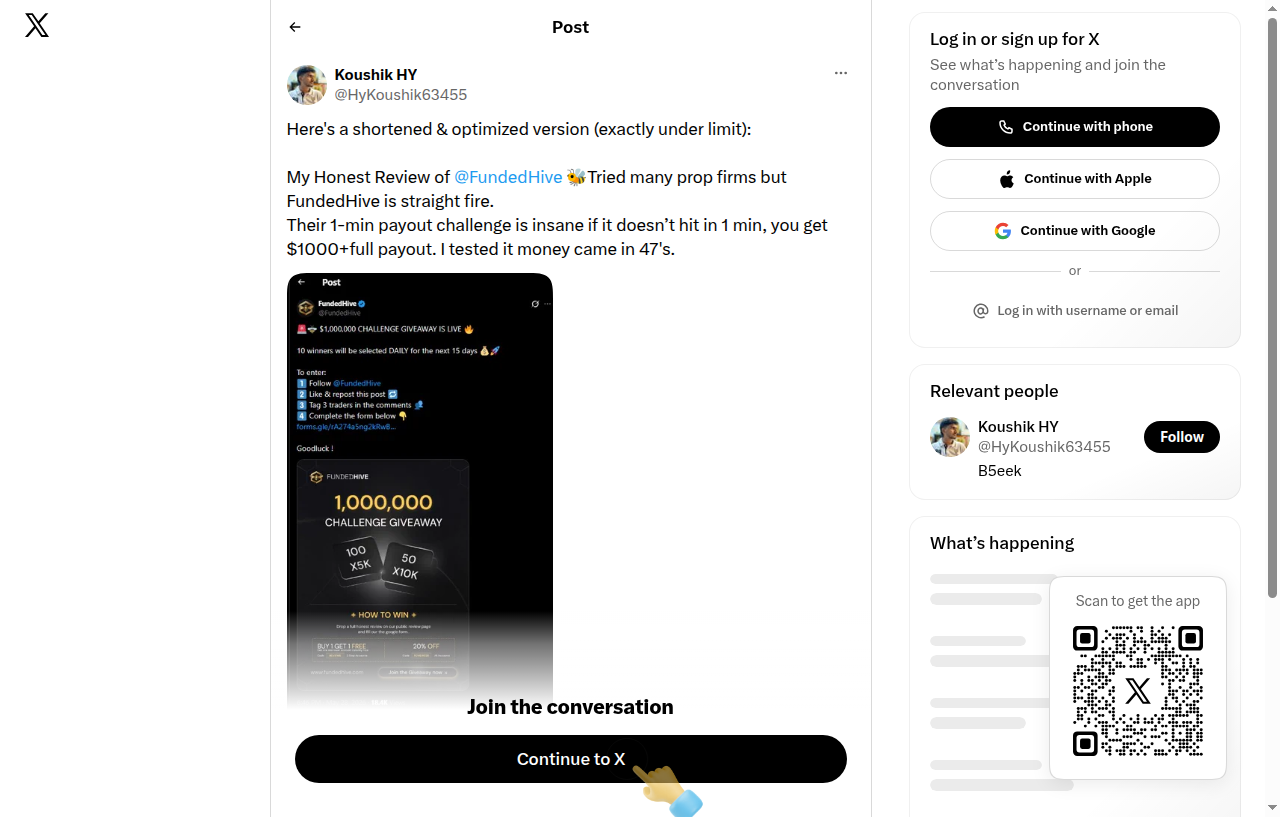 Post
Koushik HY
@HyKoushik63455
Here's a shortened & optimized version (exactly under limit):
My Honest Review of @FundedHive 🐝Tried many prop firms but
FundedHive is straight fire.
Their 1-min payout challenge is insane if it doesn’t hit in 1 min, you get
$1000+full payout. I tested it money came in 47's.
Post
FundedHive
@FundedHive
🚨💸 $1,000,000 CHALLENGE GIVEAWAY IS LIVE 🔥
10 winners will be selected DAILY for the next 15 days 💰🚀
To enter:
1️⃣ Follow @FundedHive
2️⃣ Like & repost this post 🔁
3️⃣ Tag 3 traders in the comments 👥
4️⃣ Complete the form below 👇
Goodluck !
FUNDEDHIVE
1,000,000
CHALLENGE GIVEAWAY
100
X5K
50
X10K
HOW TO WIN
BUY 1 GET 1 FREE
20% OFF
Join the conversation
Continue to X
Log in or sign up for X
See what’s happening and join the
conversation
Continue with phone
Continue with Apple
Continue with Google
or
Log in with username or email
Relevant people
Koushik HY
@HyKoushik63455
Follow
B5eek
What’s happening
Scan to get the app